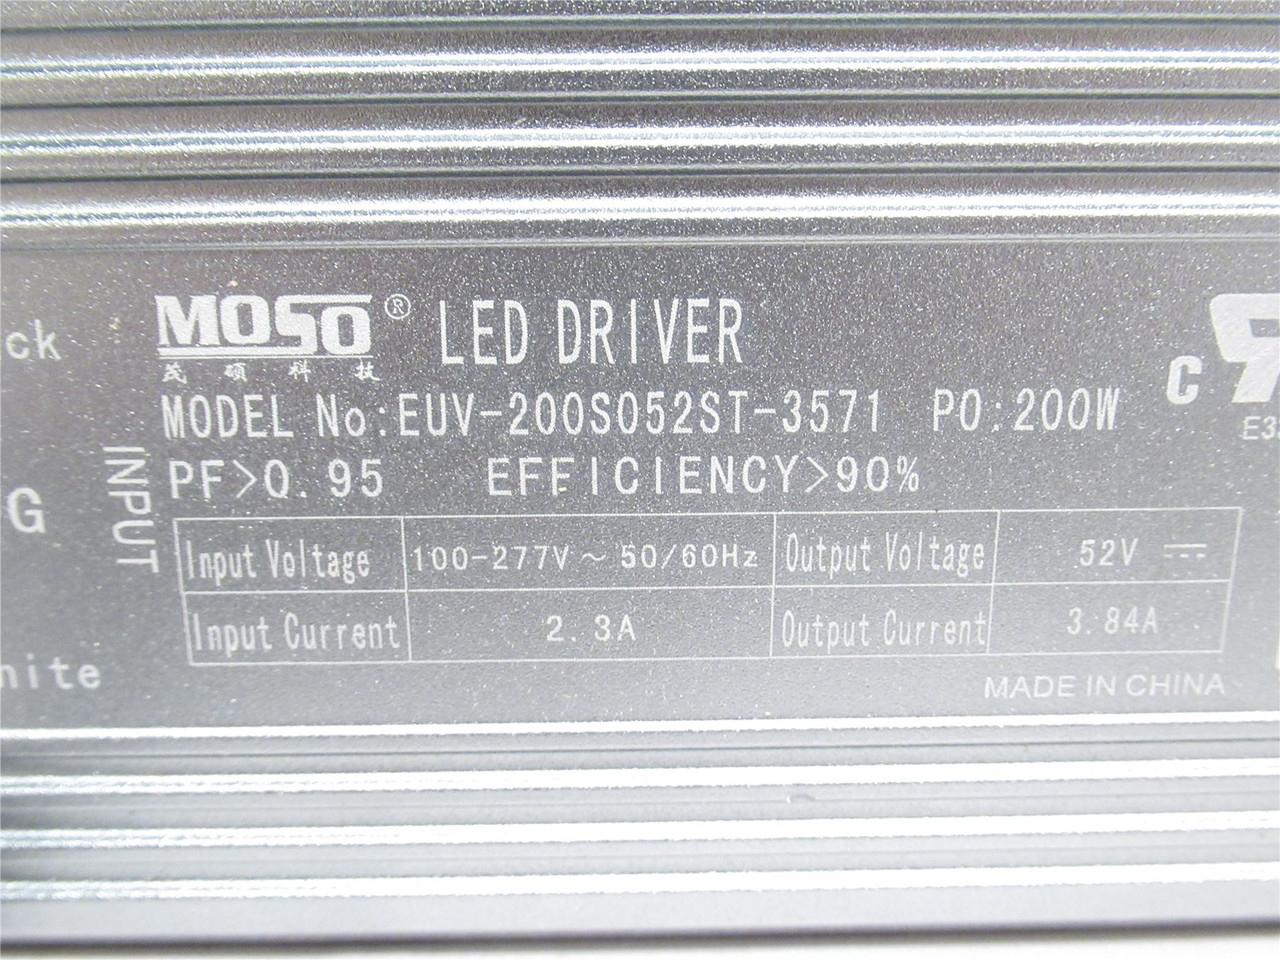 MOSO® LED DRIVER
茂硕科技
MODEL No:EUV-200S052ST-3571 PO:200W
PF>0.95 EFFICIENCY>90%
INPUT
Input Voltage 100-277V~50/60Hz Output Voltage 52V ⎓
Input Current 2.3A Output Current 3.84A
MADE IN CHINA
ck
G
hite
C
E3